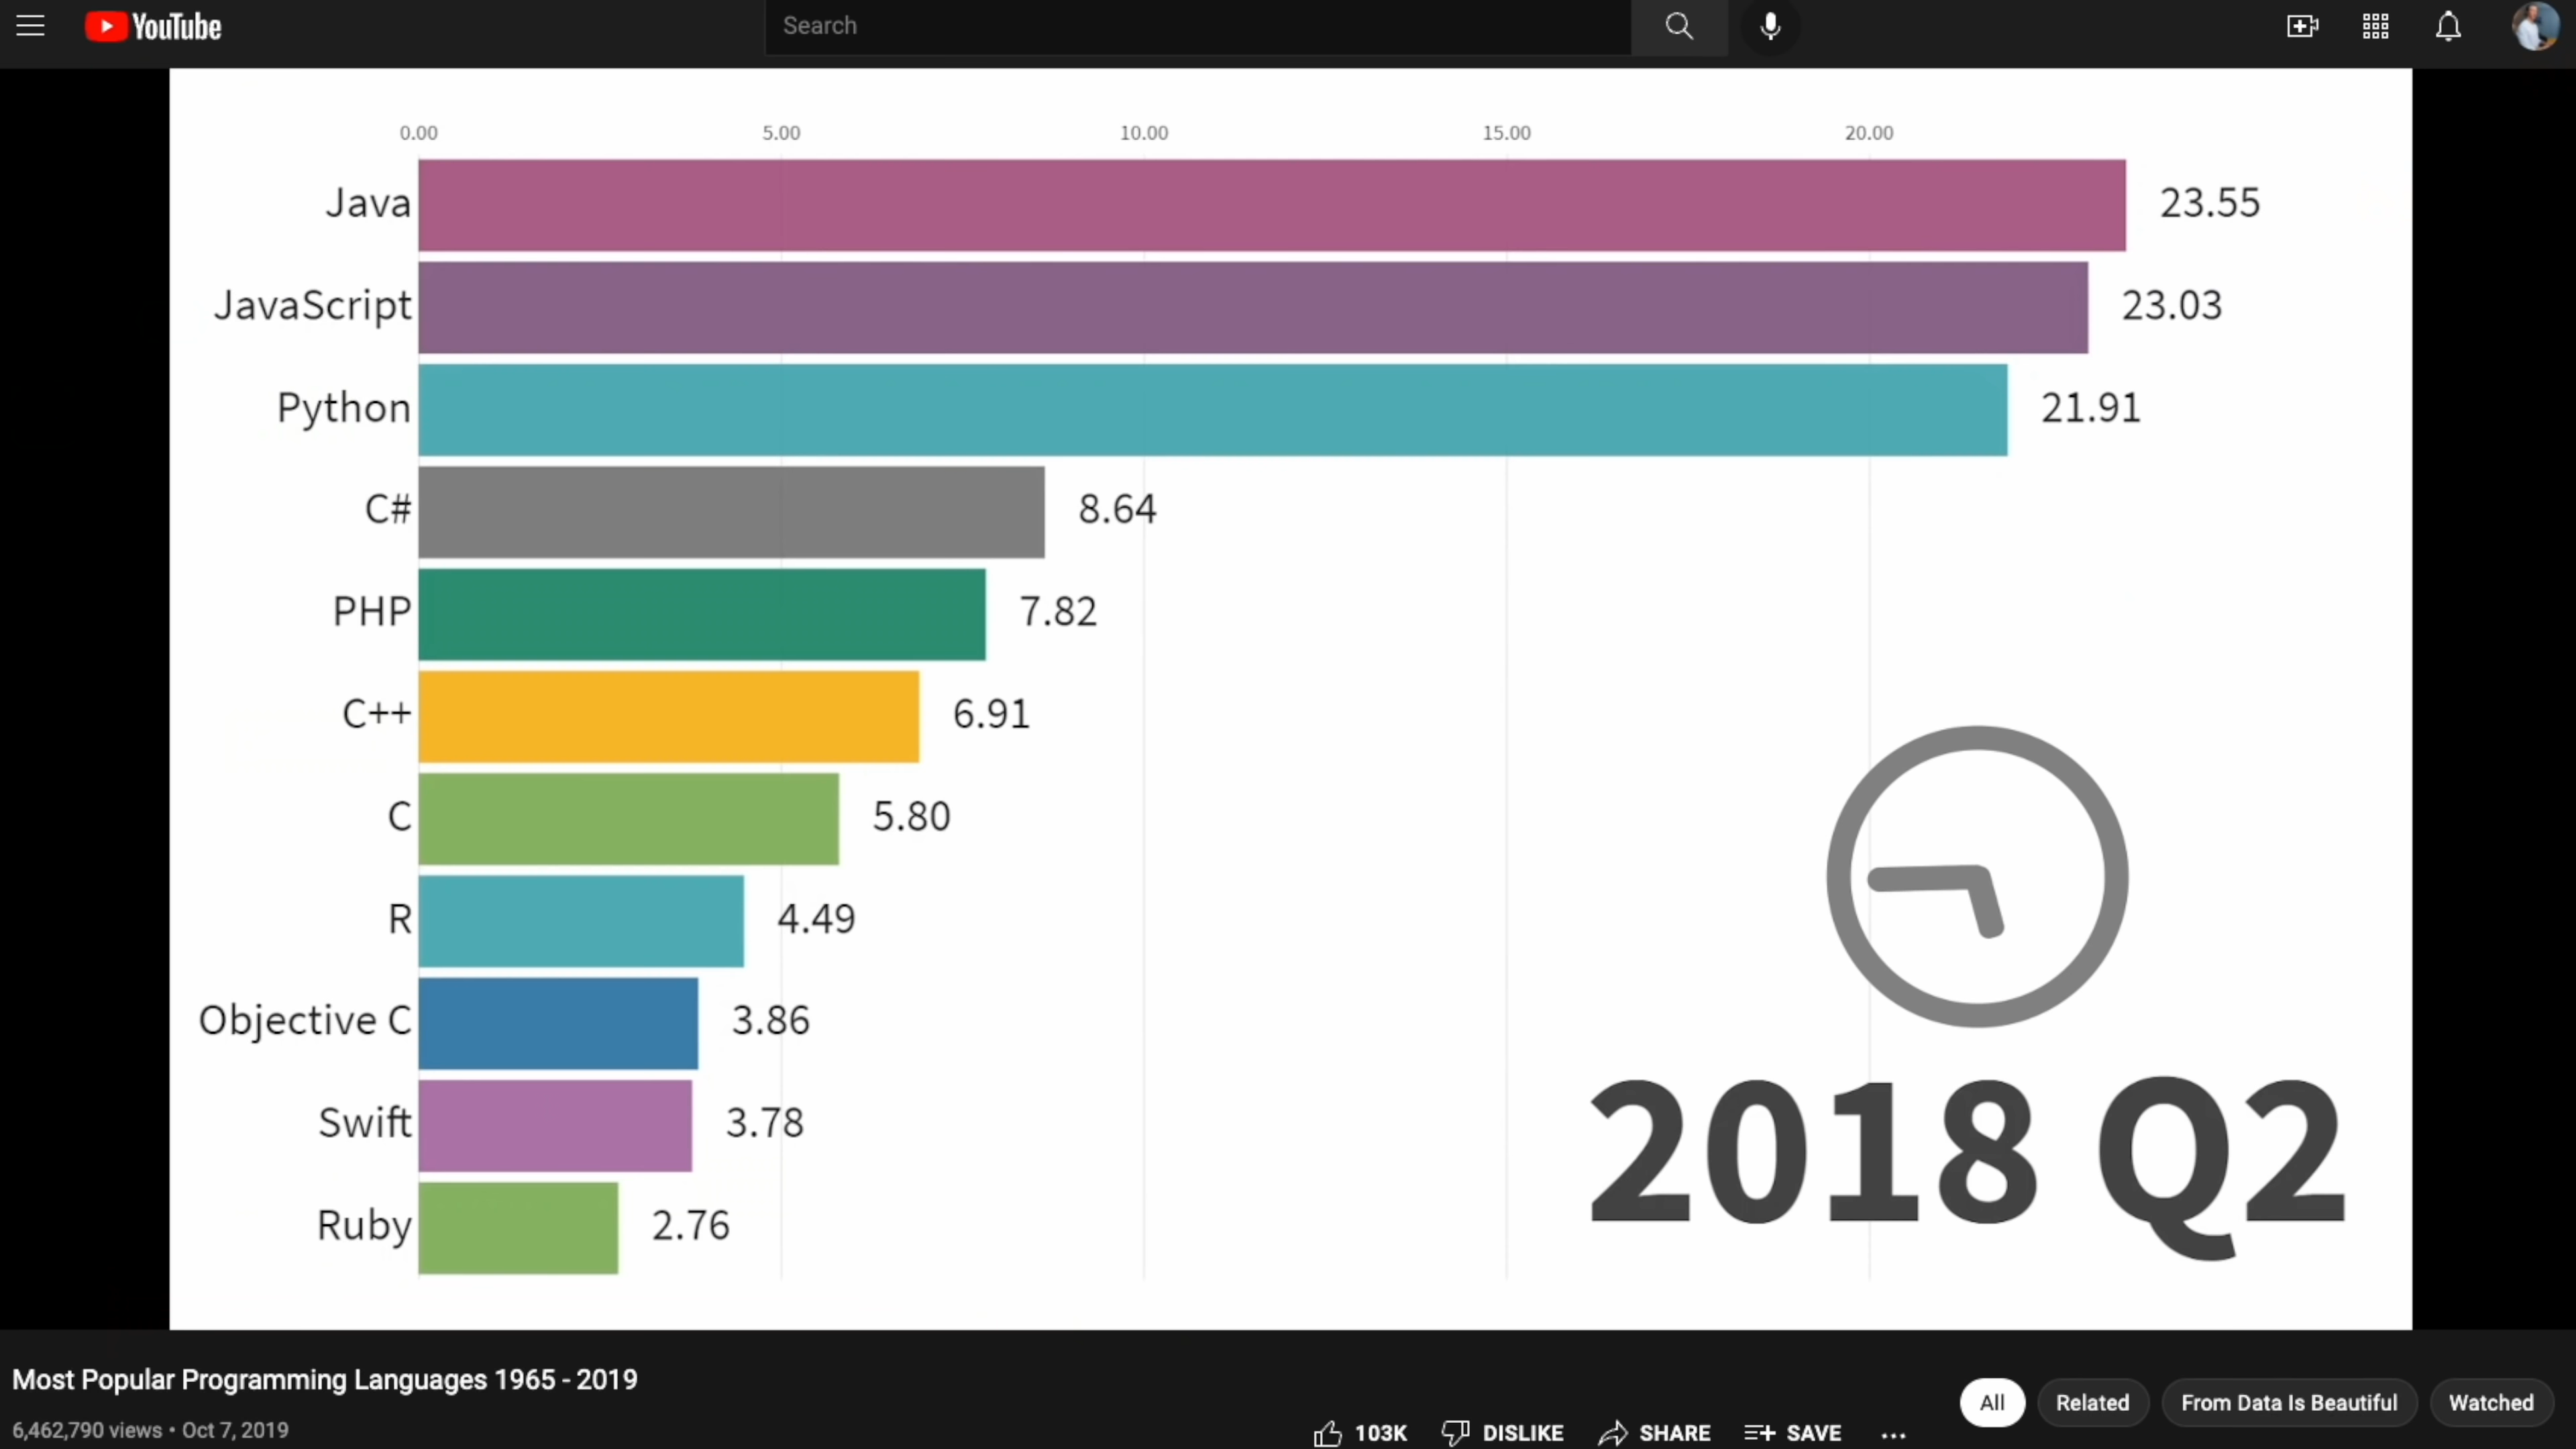 YouTube
Search
0.00 5.00 10.00 15.00 20.00
Java 23.55
JavaScript 23.03
Python 21.91
C# 8.64
PHP 7.82
C++ 6.91
C 5.80
R 4.49
Objective C 3.86
Swift 3.78
Ruby 2.76
2018 Q2
Most Popular Programming Languages 1965 - 2019
6,462,790 views • Oct 7, 2019
103K DISLIKE SHARE SAVE ...
All Related From Data Is Beautiful Watched